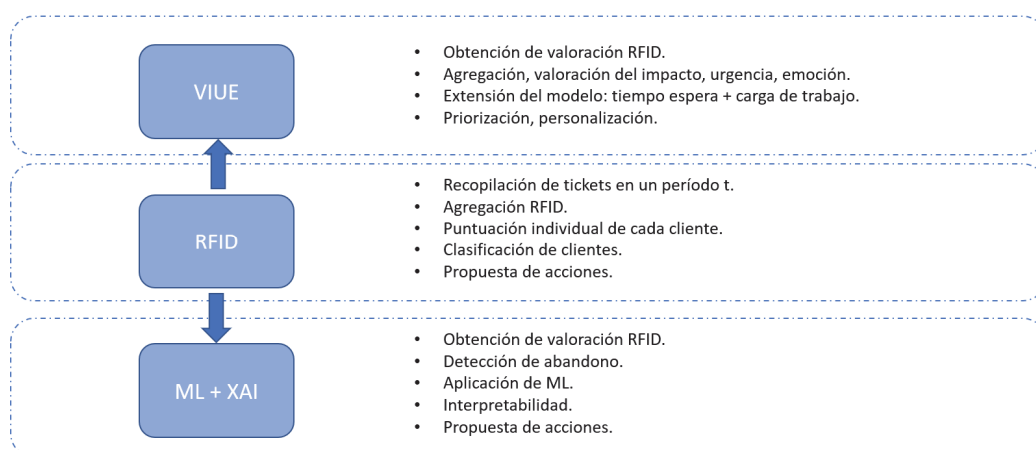 VIUE
• Obtención de valoración RFID.
• Agregación, valoración del impacto, urgencia, emoción.
• Extensión del modelo: tiempo espera + carga de trabajo.
• Priorización, personalización.
RFID
• Recopilación de tickets en un período t.
• Agregación RFID.
• Puntuación individual de cada cliente.
• Clasificación de clientes.
• Propuesta de acciones.
ML + XAI
• Obtención de valoración RFID.
• Detección de abandono.
• Aplicación de ML.
• Interpretabilidad.
• Propuesta de acciones.